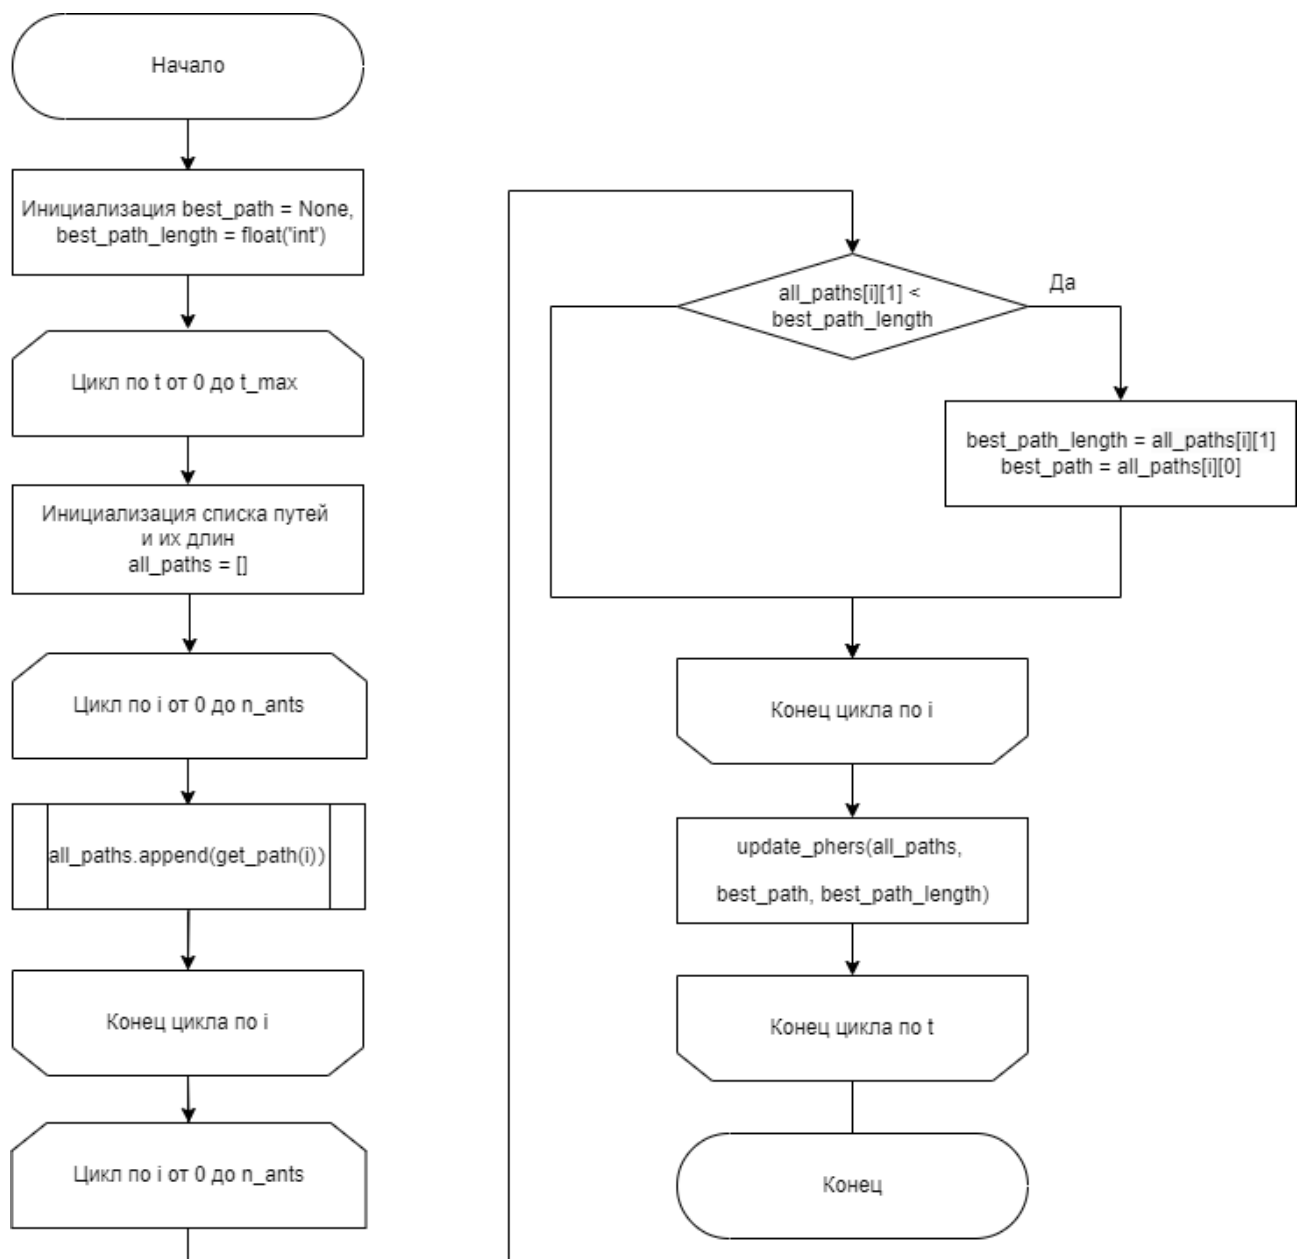 Начало
Инициализация best_path = None,
best_path_length = float('int')
Цикл по t от 0 до t_max
Инициализация списка путей
и их длин
all_paths = []
Цикл по i от 0 до n_ants
all_paths.append(get_path(i))
Конец цикла по i
Цикл по i от 0 до n_ants
all_paths[i][1] <
best_path_length
Да
best_path_length = all_paths[i][1]
best_path = all_paths[i][0]
Конец цикла по i
update_phers(all_paths,
best_path, best_path_length)
Конец цикла по t
Конец